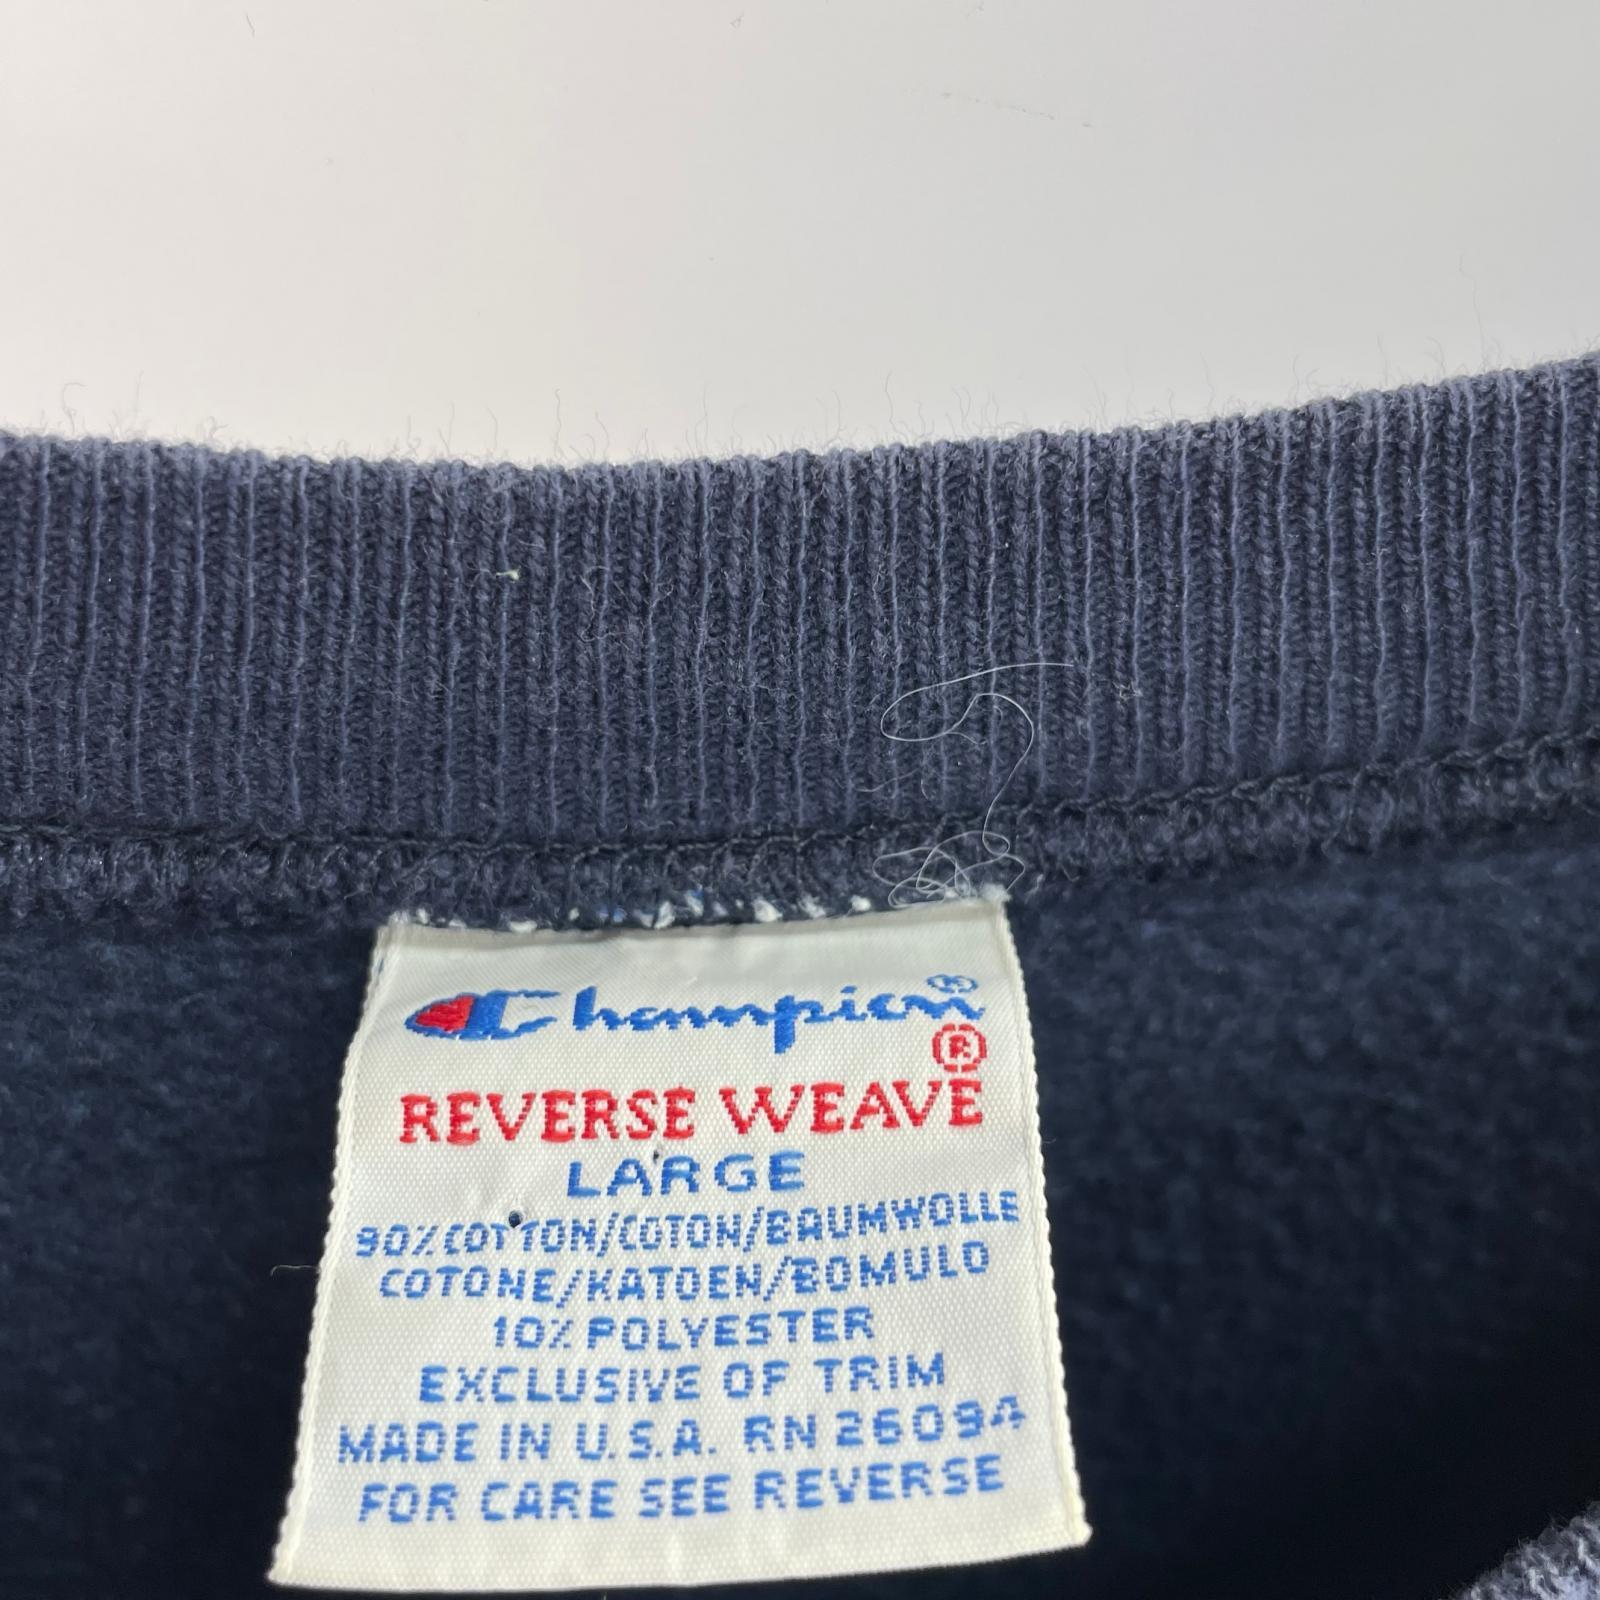 Champion®
REVERSE WEAVE®
LARGE
90% COTTON/COTON/BAUMWOLLE
COTONE/KATOEN/BOMULD
10% POLYESTER
EXCLUSIVE OF TRIM
MADE IN U.S.A. RN 26094
FOR CARE SEE REVERSE